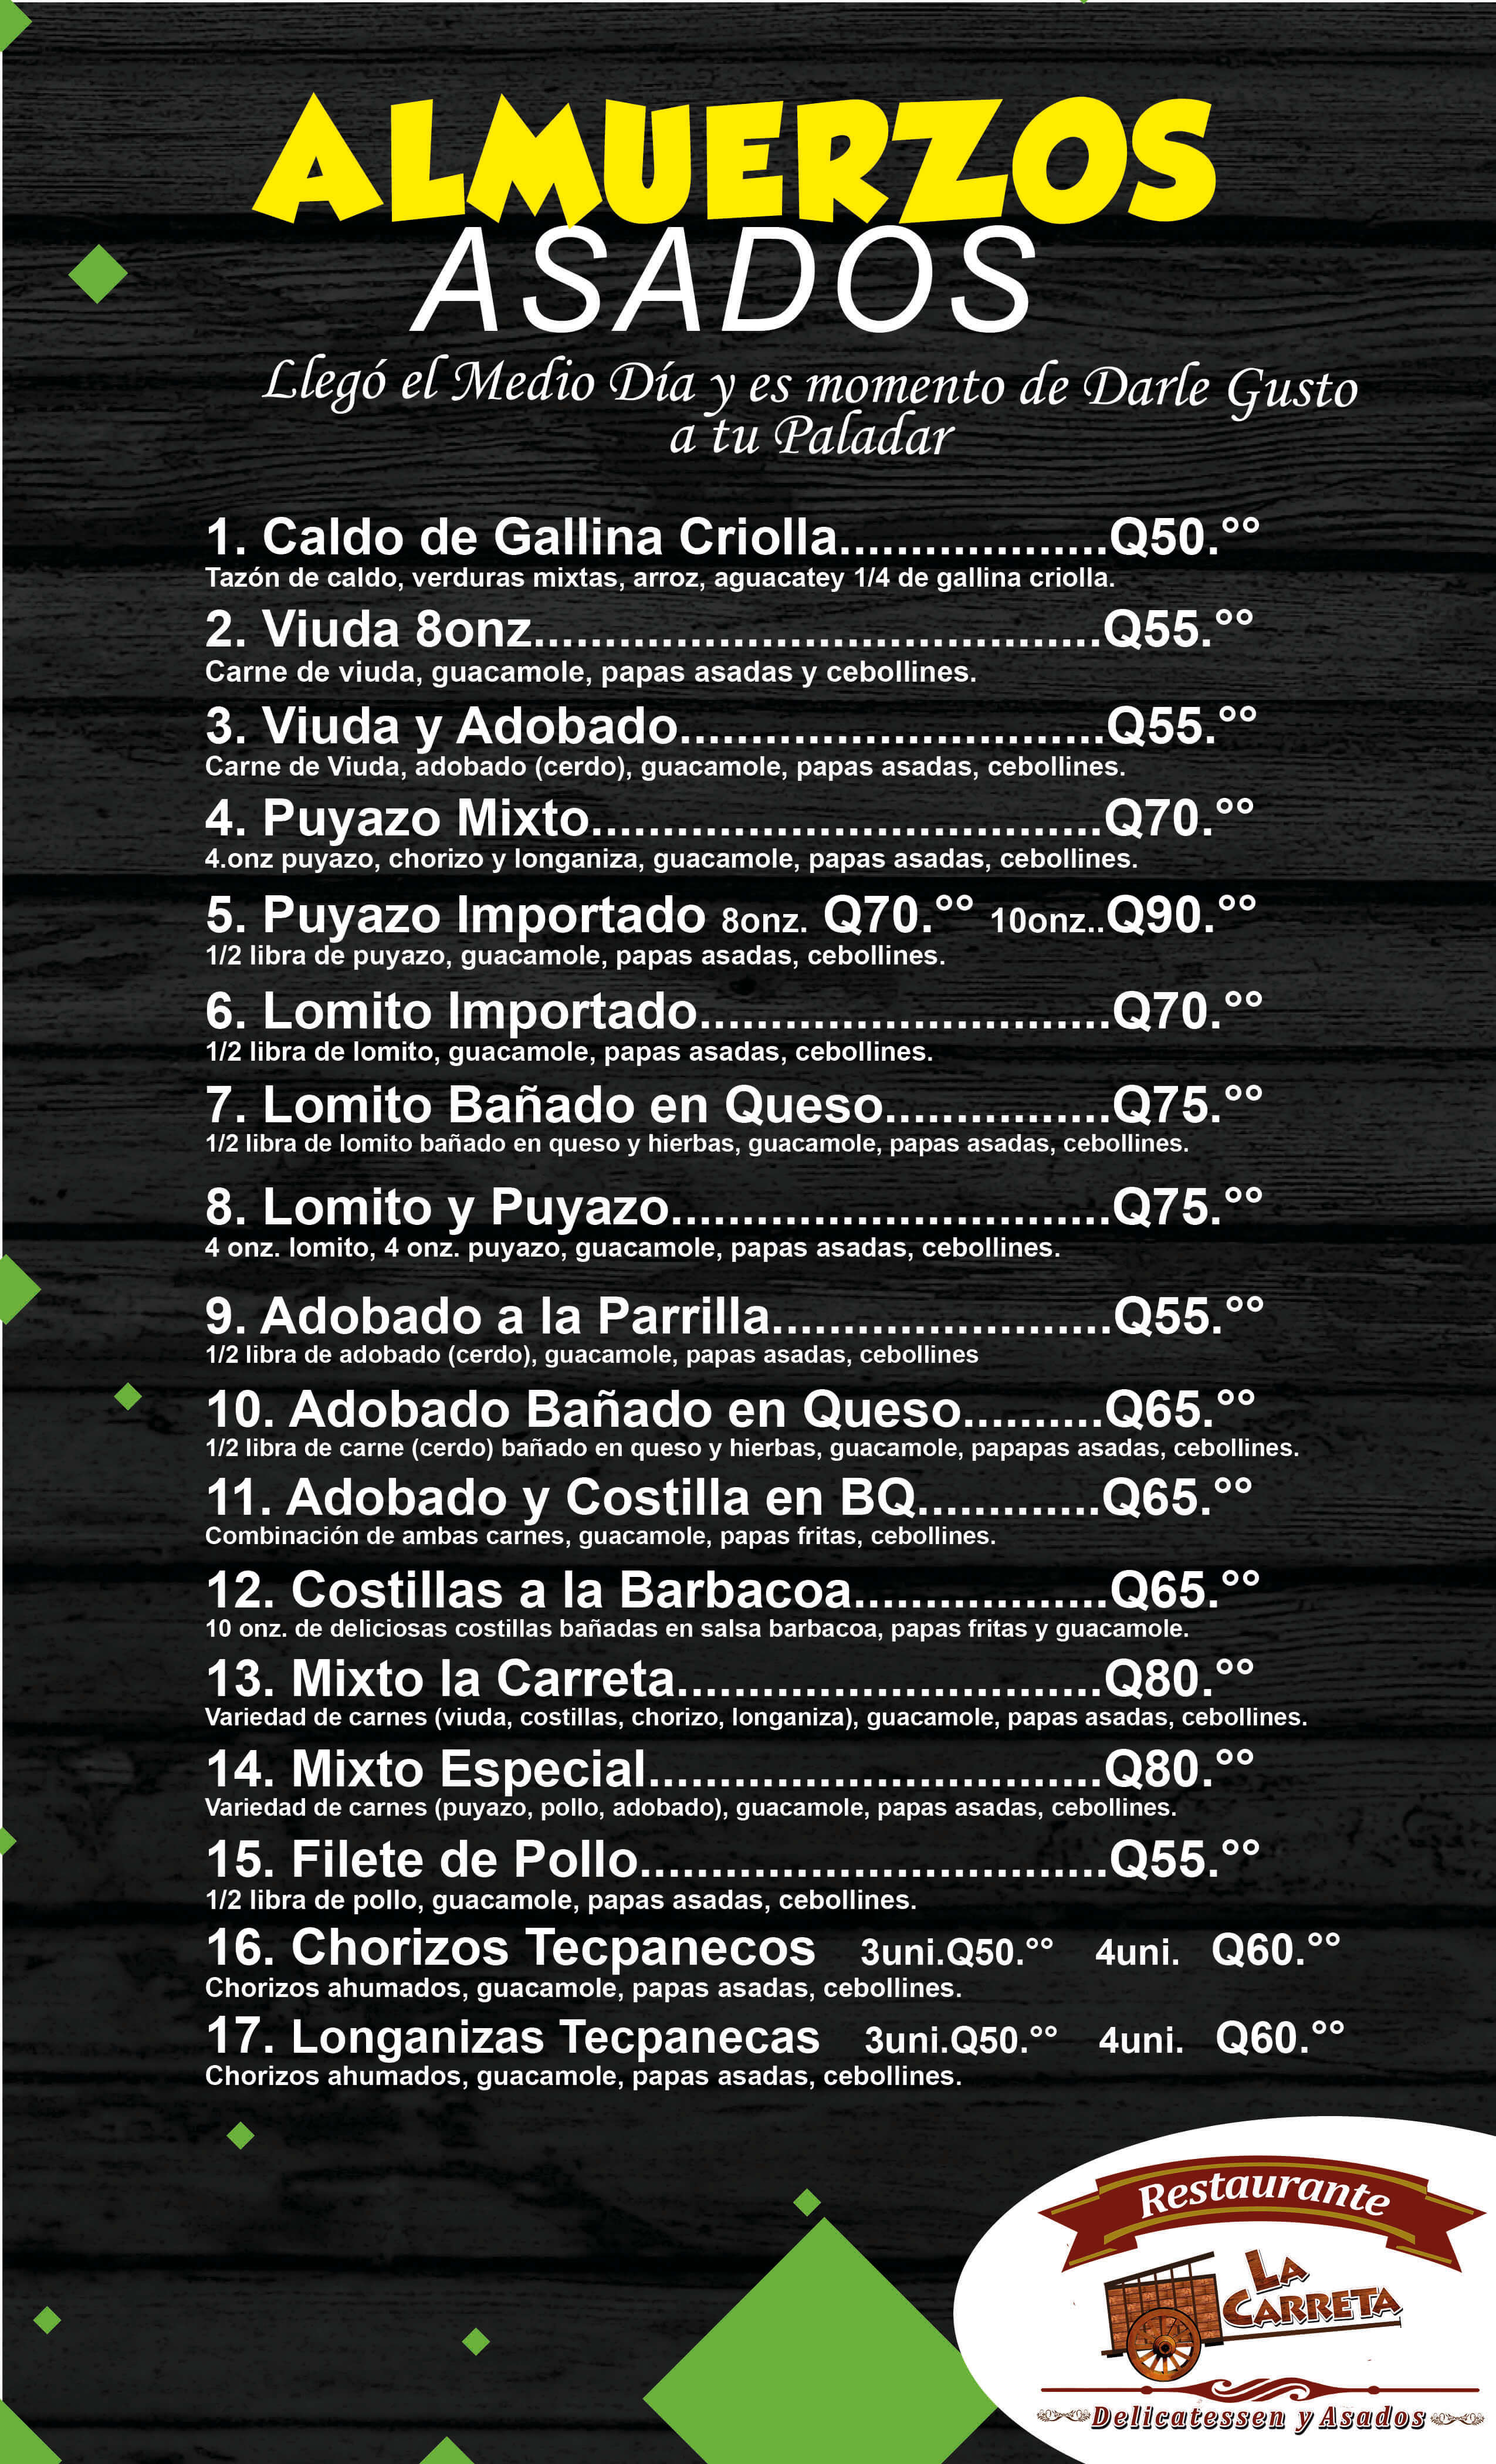 ALMUERZOS
ASADOS
Llegó el Medio Día y es momento de Darle Gusto
a tu Paladar
1. Caldo de Gallina Criolla...................Q50.°°
Tazón de caldo, verduras mixtas, arroz, aguacatey 1/4 de gallina criolla.
2. Viuda 8onz........................................Q55.°°
Carne de viuda, guacamole, papas asadas y cebollines.
3. Viuda y Adobado..............................Q55.°°
Carne de Viuda, adobado (cerdo), guacamole, papas asadas, cebollines.
4. Puyazo Mixto....................................Q70.°°
4.onz puyazo, chorizo y longaniza, guacamole, papas asadas, cebollines.
5. Puyazo Importado 8onz. Q70.°° 10onz..Q90.°°
1/2 libra de puyazo, guacamole, papas asadas, cebollines.
6. Lomito Importado.............................Q70.°°
1/2 libra de lomito, guacamole, papas asadas, cebollines.
7. Lomito Bañado en Queso................Q75.°°
1/2 libra de lomito bañado en queso y hierbas, guacamole, papas asadas, cebollines.
8. Lomito y Puyazo...............................Q75.°°
4 onz. lomito, 4 onz. puyazo, guacamole, papas asadas, cebollines.
9. Adobado a la Parrilla........................Q55.°°
1/2 libra de adobado (cerdo), guacamole, papas asadas, cebollines
10. Adobado Bañado en Queso..........Q65.°°
1/2 libra de carne (cerdo) bañado en queso y hierbas, guacamole, papapas asadas, cebollines.
11. Adobado y Costilla en BQ.............Q65.°°
Combinación de ambas carnes, guacamole, papas fritas, cebollines.
12. Costillas a la Barbacoa..................Q65.°°
10 onz. de deliciosas costillas bañadas en salsa barbacoa, papas fritas y guacamole.
13. Mixto la Carreta..............................Q80.°°
Variedad de carnes (viuda, costillas, chorizo, longaniza), guacamole, papas asadas, cebollines.
14. Mixto Especial................................Q80.°°
Variedad de carnes (puyazo, pollo, adobado), guacamole, papas asadas, cebollines.
15. Filete de Pollo.................................Q55.°°
1/2 libra de pollo, guacamole, papas asadas, cebollines.
16. Chorizos Tecpanecos 3uni.Q50.°° 4uni. Q60.°°
Chorizos ahumados, guacamole, papas asadas, cebollines.
17. Longanizas Tecpanecas 3uni.Q50.°° 4uni. Q60.°°
Chorizos ahumados, guacamole, papas asadas, cebollines.
Restaurante
LA
CARRETA
Delicatessen y Asados